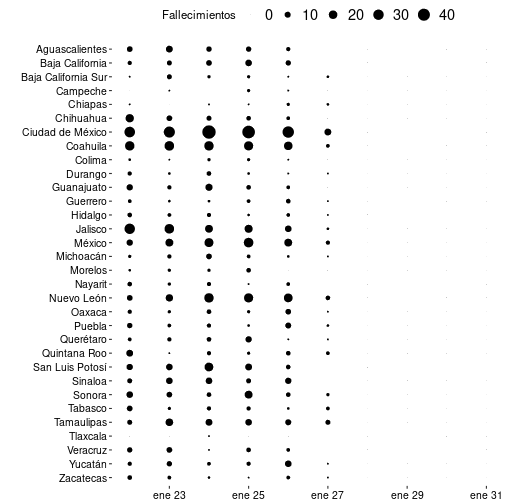 Fallecimientos 0 10 20 30 40
Aguascalientes
Baja California
Baja California Sur
Campeche
Chiapas
Chihuahua
Ciudad de México
Coahuila
Colima
Durango
Guanajuato
Guerrero
Hidalgo
Jalisco
México
Michoacán
Morelos
Nayarit
Nuevo León
Oaxaca
Puebla
Querétaro
Quintana Roo
San Luis Potosí
Sinaloa
Sonora
Tabasco
Tamaulipas
Tlaxcala
Veracruz
Yucatán
Zacatecas
ene 23 ene 25 ene 27 ene 29 ene 31